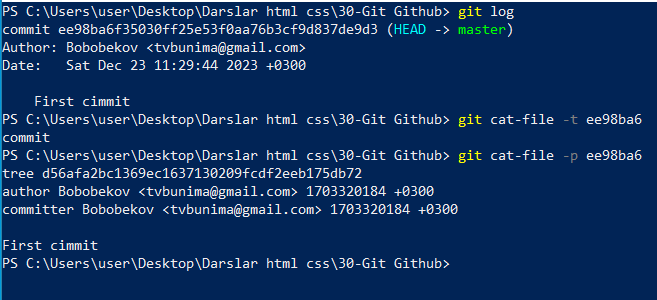 PS C:\Users\user\Desktop\Darslar html css\30-Git Github> git log
commit ee98ba6f35030ff25e53f0aa76b3cf9d837de9d3 (HEAD -> master)
Author: Bobobekov <tvbunima@gmail.com>
Date:   Sat Dec 23 11:29:44 2023 +0300

    First cimmit
PS C:\Users\user\Desktop\Darslar html css\30-Git Github> git cat-file -t ee98ba6
commit
PS C:\Users\user\Desktop\Darslar html css\30-Git Github> git cat-file -p ee98ba6
tree d56afa2bc1369ec1637130209fcdf2eeb175db72
author Bobobekov <tvbunima@gmail.com> 1703320184 +0300
committer Bobobekov <tvbunima@gmail.com> 1703320184 +0300

First cimmit
PS C:\Users\user\Desktop\Darslar html css\30-Git Github>